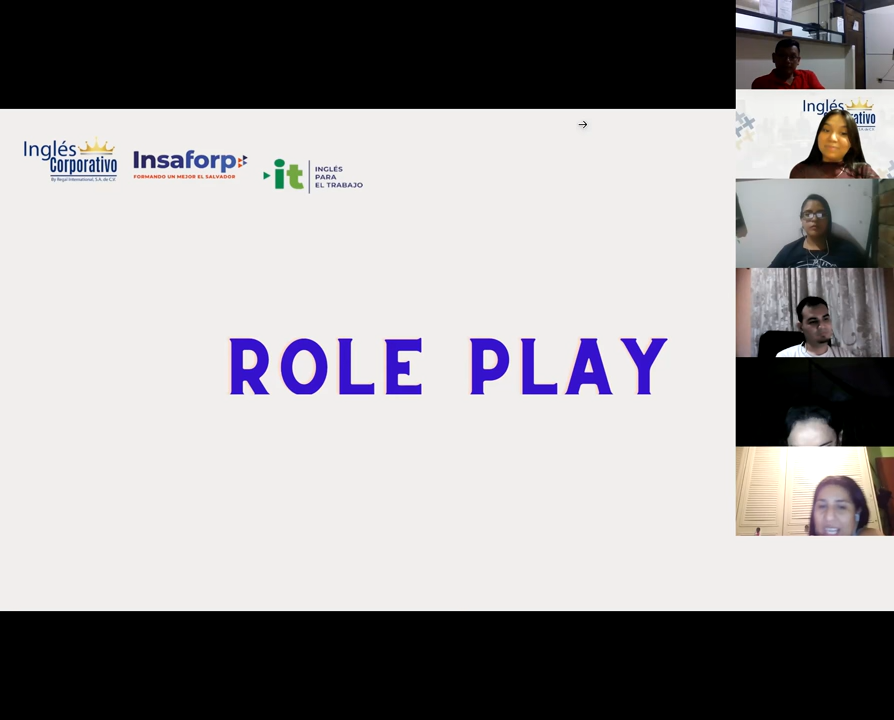 Inglés
Corporativo
By Regal International, S.A. de C.V.
Insaforp
FORMANDO UN MEJOR EL SALVADOR
it
INGLÉS
PARA
EL TRABAJO
ROLE PLAY
Inglés